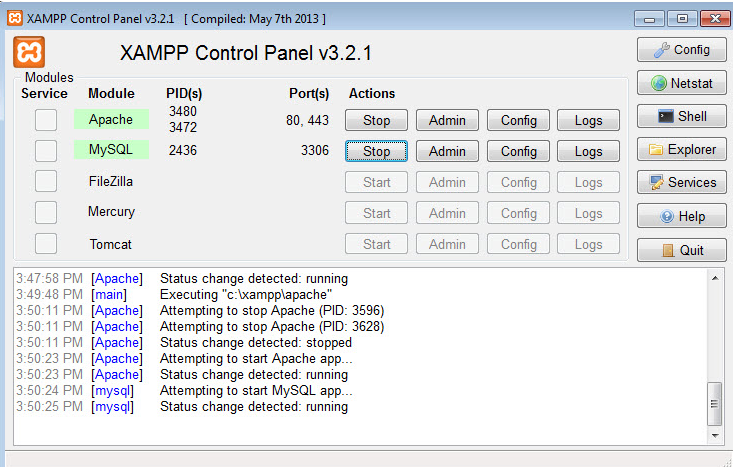 XAMPP Control Panel v3.2.1 [ Compiled: May 7th 2013 ]
XAMPP Control Panel v3.2.1
Config
Netstat
Shell
Explorer
Services
Help
Quit
Modules
Service Module PID(s) Port(s) Actions
Apache 3480 3472 80, 443 Stop Admin Config Logs
MySQL 2436 3306 Stop Admin Config Logs
FileZilla Start Admin Config Logs
Mercury Start Admin Config Logs
Tomcat Start Admin Config Logs
3:47:58 PM [Apache] Status change detected: running
3:49:48 PM [main] Executing "c:\xampp\apache"
3:50:11 PM [Apache] Attempting to stop Apache (PID: 3596)
3:50:11 PM [Apache] Attempting to stop Apache (PID: 3628)
3:50:11 PM [Apache] Status change detected: stopped
3:50:23 PM [Apache] Attempting to start Apache app...
3:50:23 PM [Apache] Status change detected: running
3:50:24 PM [mysql] Attempting to start MySQL app...
3:50:25 PM [mysql] Status change detected: running